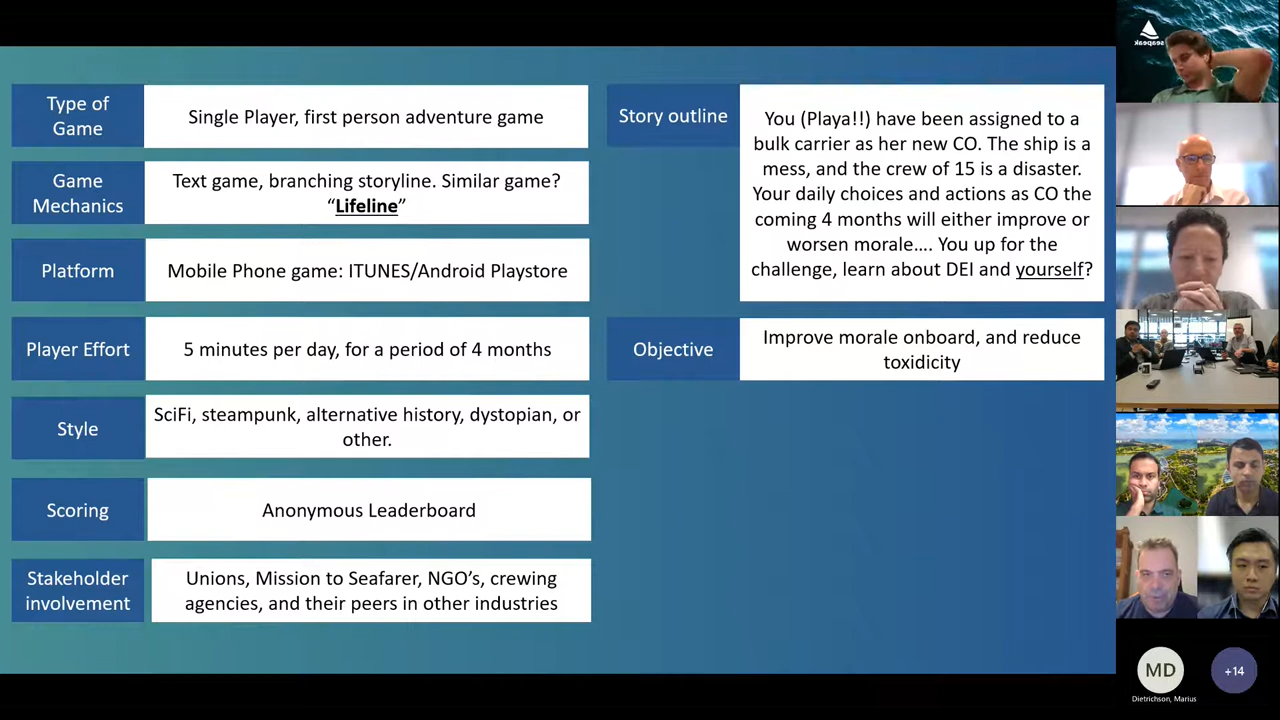 Type of
Game
Single Player, first person adventure game
Game
Mechanics
Text game, branching storyline. Similar game?
“Lifeline”
Platform
Mobile Phone game: ITUNES/Android Playstore
Player Effort
5 minutes per day, for a period of 4 months
Style
SciFi, steampunk, alternative history, dystopian, or
other.
Scoring
Anonymous Leaderboard
Stakeholder
involvement
Unions, Mission to Seafarer, NGO’s, crewing
agencies, and their peers in other industries
Story outline
You (Playa!!) have been assigned to a
bulk carrier as her new CO. The ship is a
mess, and the crew of 15 is a disaster.
Your daily choices and actions as CO the
coming 4 months will either improve or
worsen morale.... You up for the
challenge, learn about DEI and yourself?
Objective
Improve morale onboard, and reduce
toxidicity
seapeak
MD
+14
Dietrichson, Marius